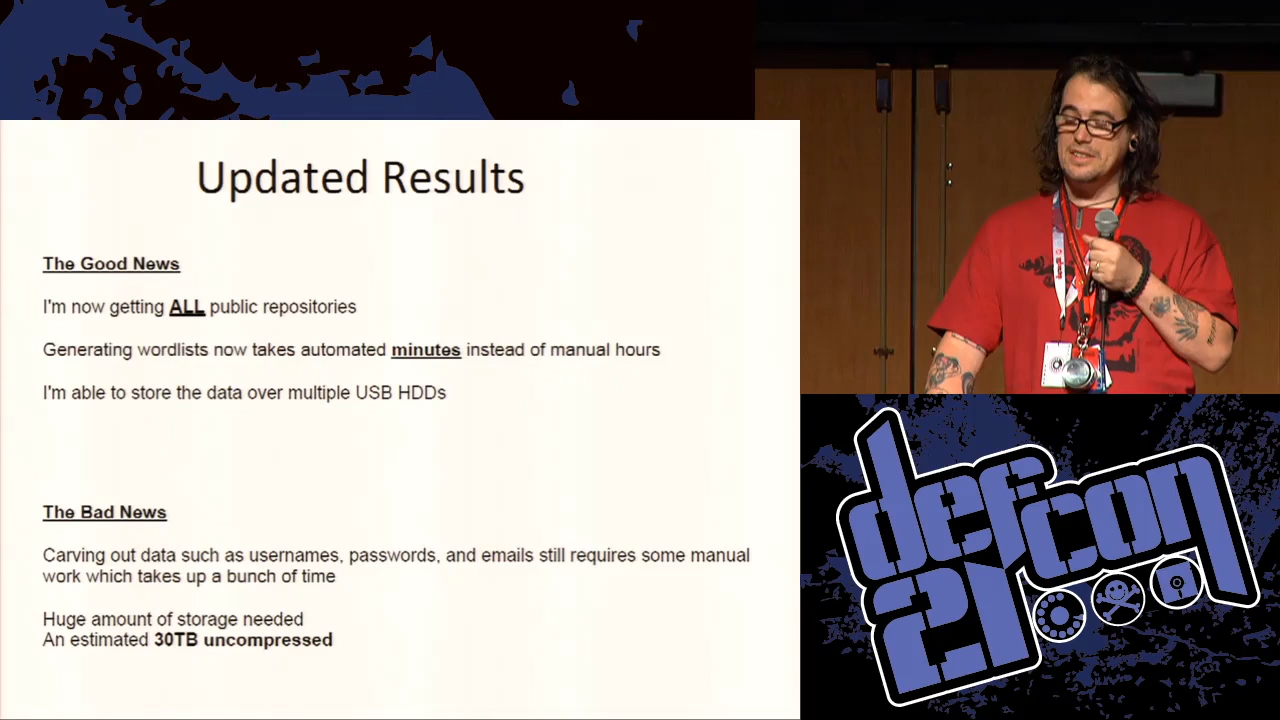 Updated Results
The Good News
I'm now getting ALL public repositories
Generating wordlists now takes automated minutes instead of manual hours
I'm able to store the data over multiple USB HDDs
The Bad News
Carving out data such as usernames, passwords, and emails still requires some manual
work which takes up a bunch of time
Huge amount of storage needed
An estimated 30TB uncompressed
defcon
21